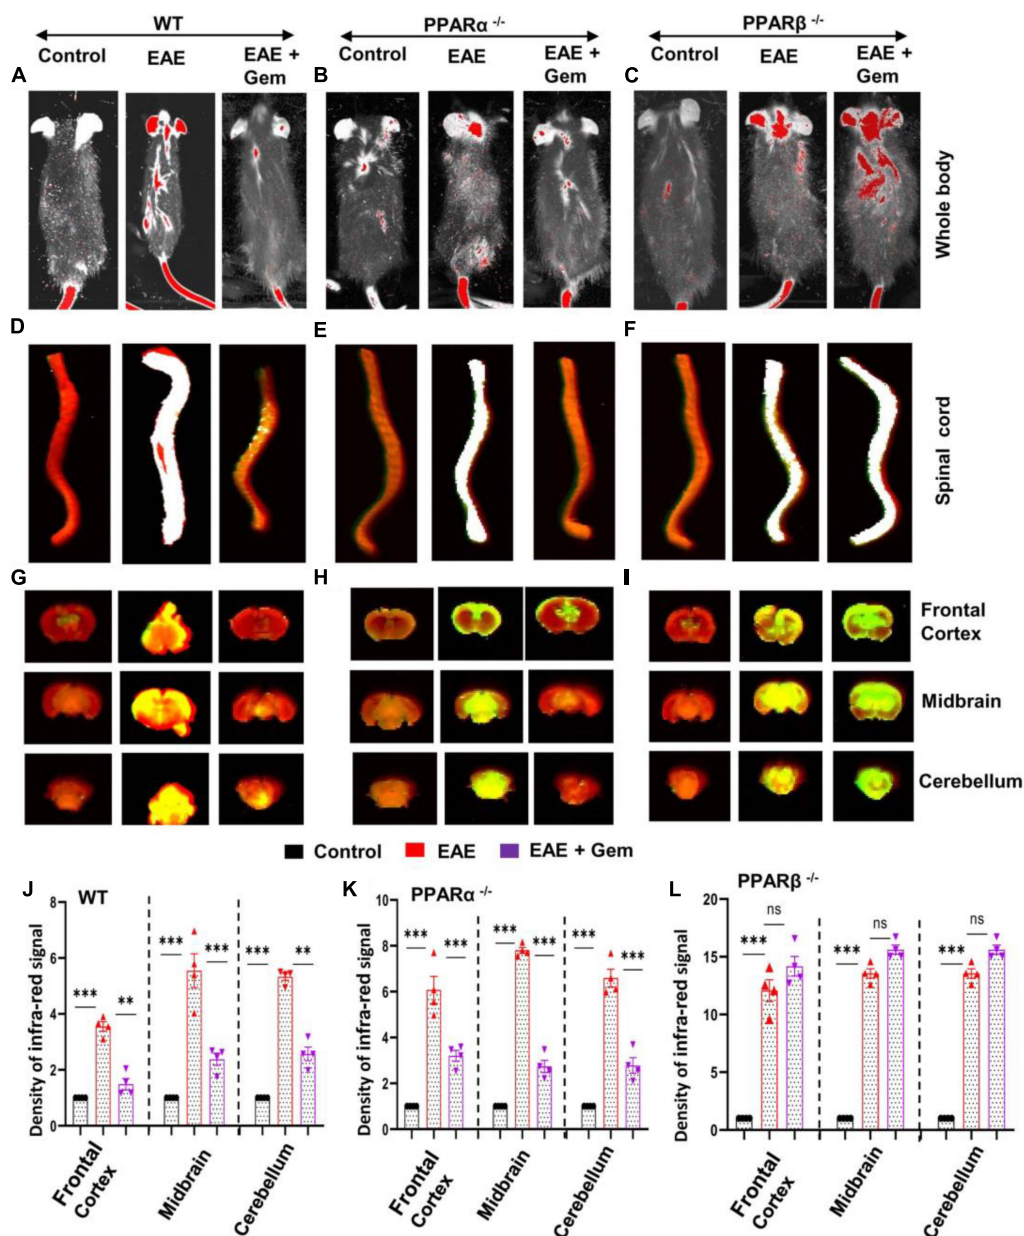 WT
PPARα -/-
PPARβ -/-
Control
EAE
EAE +
Gem
Control
EAE
EAE +
Gem
Control
EAE
EAE +
Gem
A
B
C
Whole body
D
E
F
Spinal cord
G
H
I
Frontal
Cortex
Midbrain
Cerebellum
Control
EAE
EAE + Gem
J
WT
Density of infra-red signal
8
6
4
2
0
***
**
***
***
***
**
Frontal
Cortex
Midbrain
Cerebellum
K
PPARα -/-
Density of infra-red signal
10
8
6
4
2
0
***
***
***
***
***
***
Frontal
Cortex
Midbrain
Cerebellum
L
PPARβ -/-
Density of infra-red signal
20
15
10
5
0
***
ns
***
ns
***
ns
Frontal
Cortex
Midbrain
Cerebellum